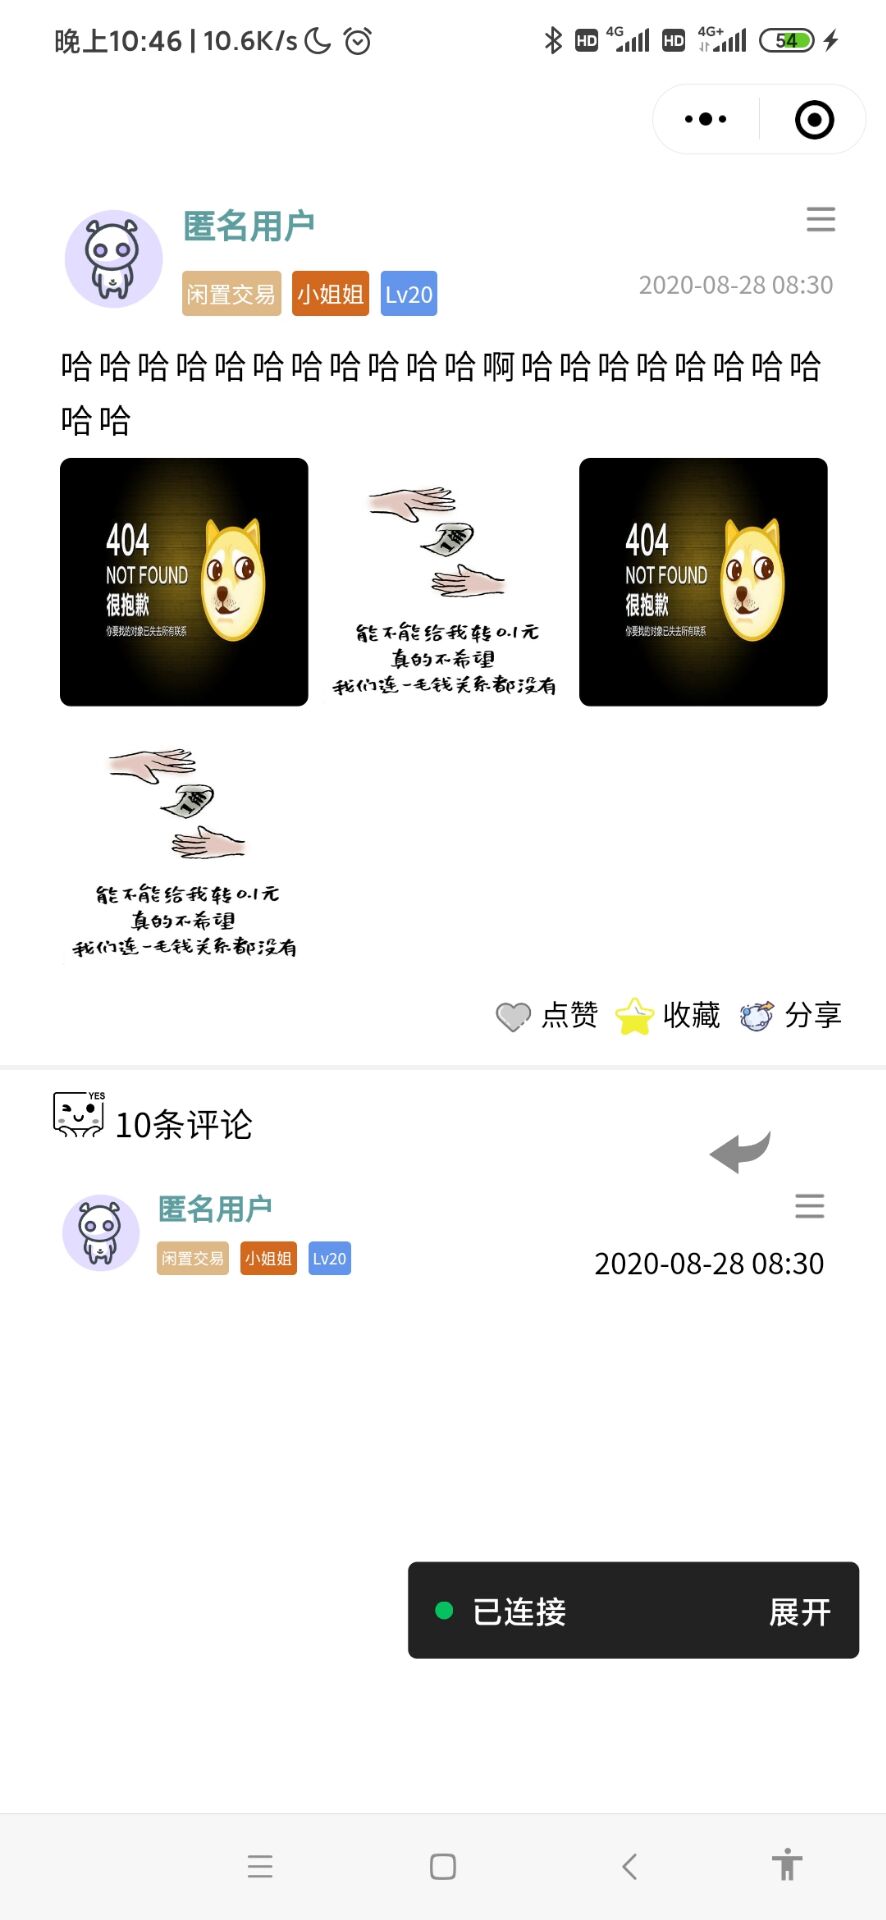 晚上10:46 | 10.6K/s HD 4G HD 4G+ 54
匿名用户
闲置交易 小姐姐 Lv20 2020-08-28 08:30
哈哈哈哈哈哈哈哈哈哈哈啊哈哈哈哈哈哈哈哈
哈哈
404
NOT FOUND
很抱歉
你要找的对象已失去所有联系
1角
能不能给我转0.1元
真的不希望
我们连一毛钱关系都没有
404
NOT FOUND
很抱歉
你要找的对象已失去所有联系
1角
能不能给我转0.1元
真的不希望
我们连一毛钱关系都没有
点赞 收藏 分享
YES
10条评论
匿名用户
闲置交易 小姐姐 Lv20 2020-08-28 08:30
已连接 展开